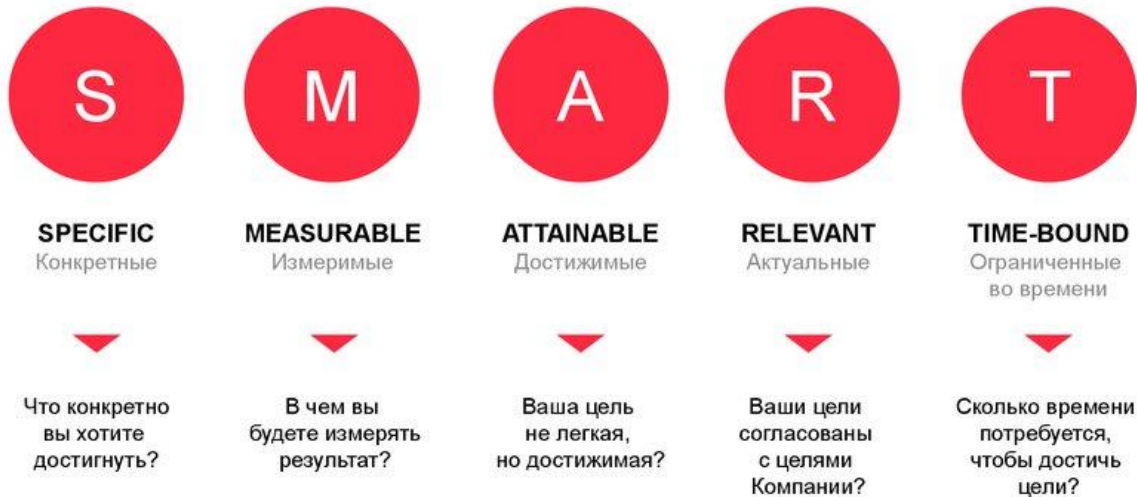 S
M
A
R
T
SPECIFIC
Конкретные
MEASURABLE
Измеримые
ATTAINABLE
Достижимые
RELEVANT
Актуальные
TIME-BOUND
Ограниченные
во времени
Что конкретно
вы хотите
достигнуть?
В чем вы
будете измерять
результат?
Ваша цель
не легкая,
но достижимая?
Ваши цели
согласованы
с целями
Компании?
Сколько времени
потребуется,
чтобы достичь
цели?